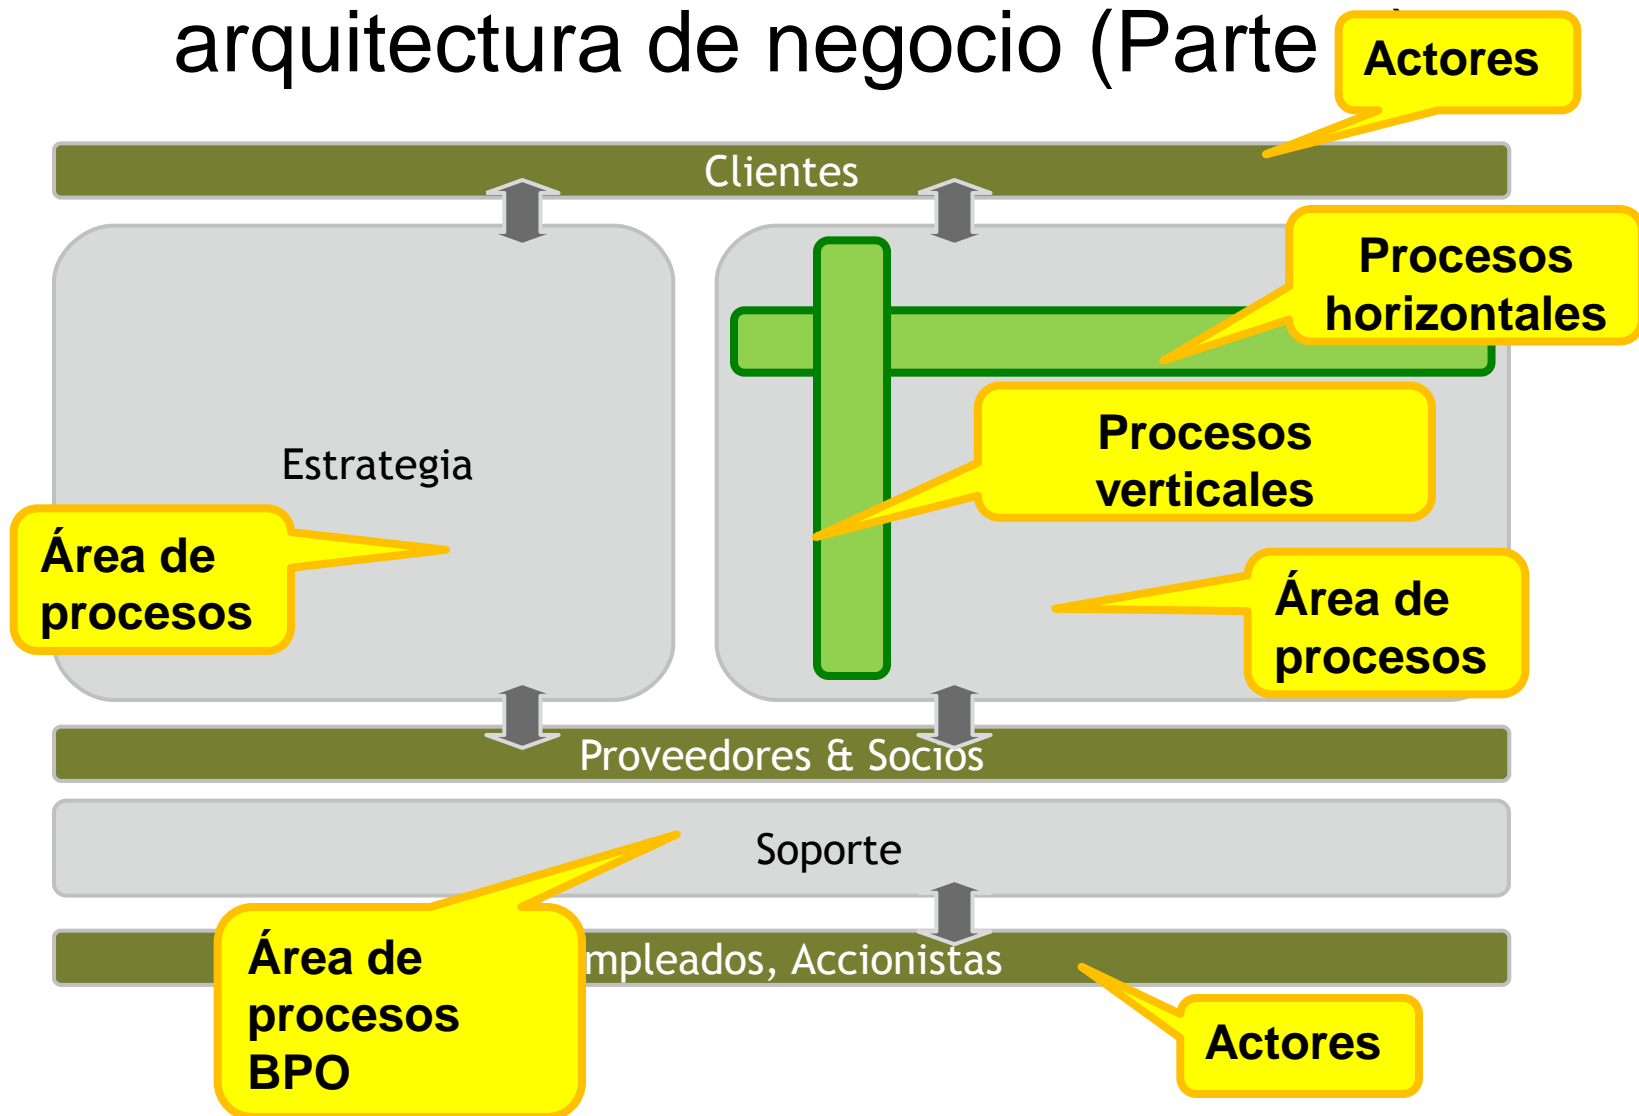 arquitectura de negocio (Parte
Actores
Clientes
Procesos
horizontales
Procesos
verticales
Estrategia
Área de
procesos
Área de
procesos
Proveedores & Socios
Soporte
Área de
procesos
BPO
mpleados, Accionistas
Actores